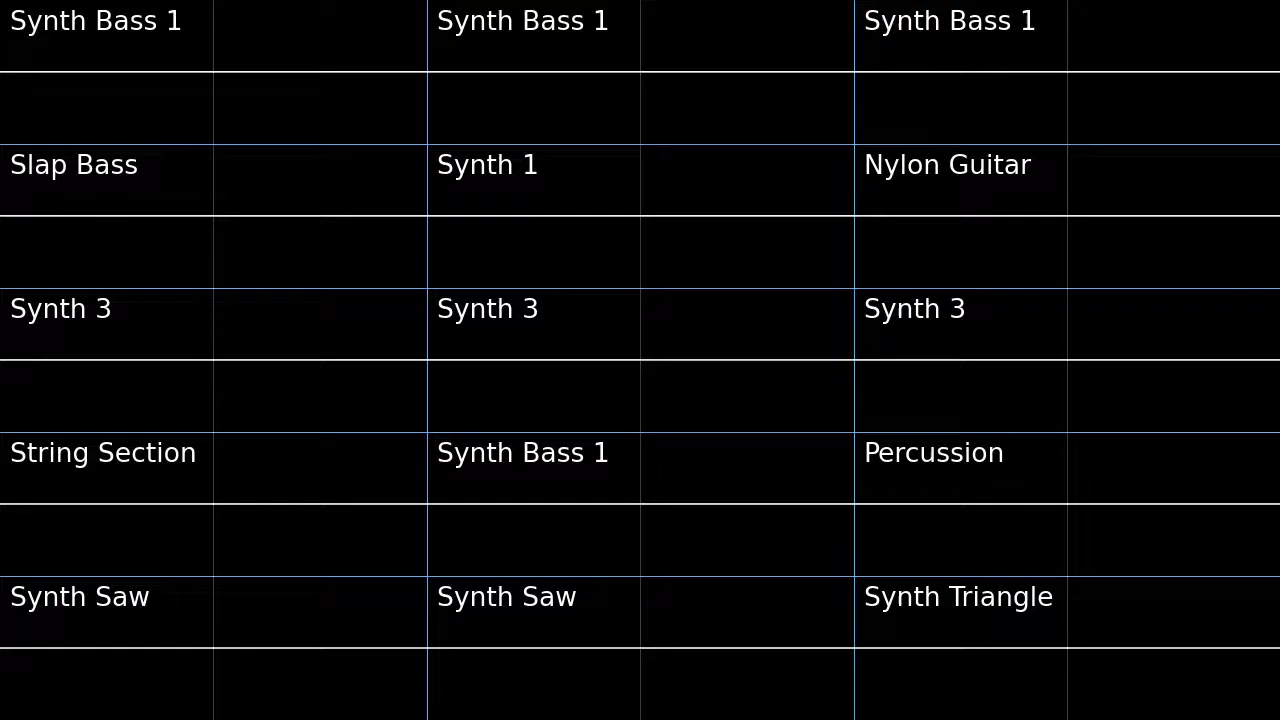 Synth Bass 1
Synth Bass 1
Synth Bass 1
Slap Bass
Synth 1
Nylon Guitar
Synth 3
Synth 3
Synth 3
String Section
Synth Bass 1
Percussion
Synth Saw
Synth Saw
Synth Triangle